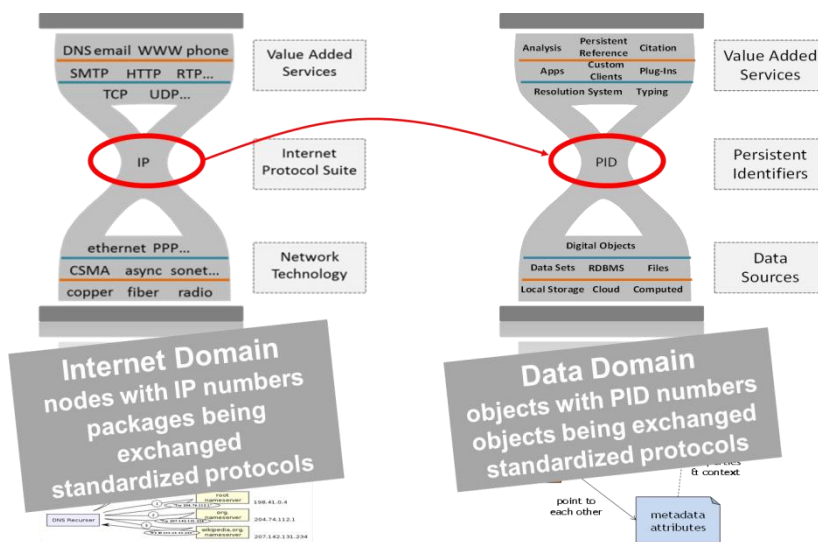 DNS email WWW phone
SMTP HTTP RTP...
TCP UDP...
IP
ethernet PPP...
CSMA async sonet...
copper fiber radio
Value Added
Services
Internet
Protocol Suite
Network
Technology
Analysis Persistent
Reference Citation
Apps Custom
Clients Plug-Ins
Resolution System Typing
PID
Digital Objects
Data Sets RDBMS Files
Local Storage Cloud Computed
Value Added
Services
Persistent
Identifiers
Data
Sources
Internet Domain
nodes with IP numbers
packages being
exchanged
standardized protocols
Data Domain
objects with PID numbers
objects being exchanged
standardized protocols
DNS Recurser
root
nameserver
198.41.0.4
org.
nameserver
204.74.112.1
wikipedia.org.
nameserver
207.142.131.234
& context
point to
each other
metadata
attributes